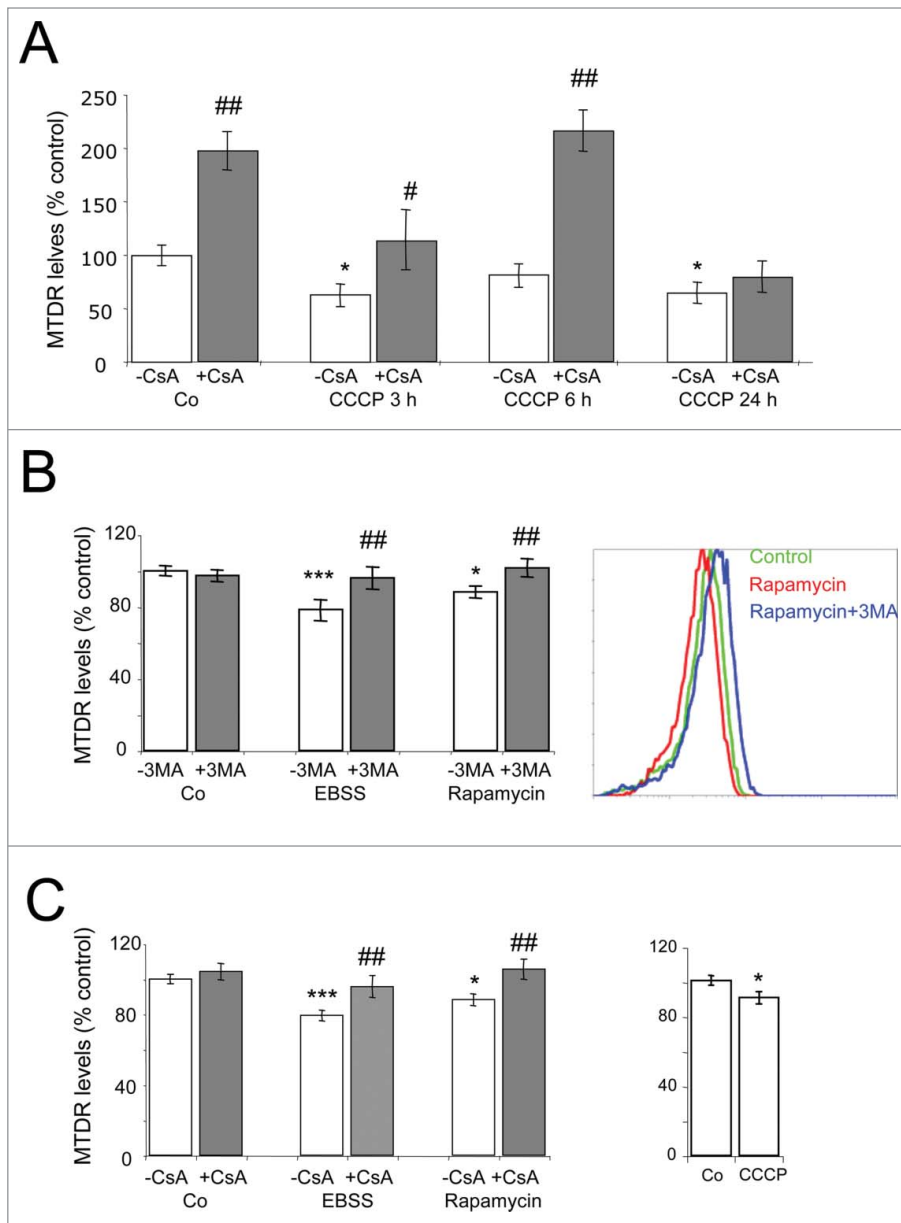 A
MTDR lelves (% control)
250
200
150
100
50
0
##
*
#
##
*
-CsA +CsA -CsA +CsA -CsA +CsA -CsA +CsA
Co CCCP 3 h CCCP 6 h CCCP 24 h
B
MTDR levels (% control)
120
80
40
0
***
##
*
##
-3MA +3MA -3MA +3MA -3MA +3MA
Co EBSS Rapamycin
Control
Rapamycin
Rapamycin+3MA
C
MTDR levels (% control)
120
80
40
0
***
##
*
##
-CsA +CsA -CsA +CsA -CsA +CsA
Co EBSS Rapamycin
120
80
40
0
*
Co CCCP